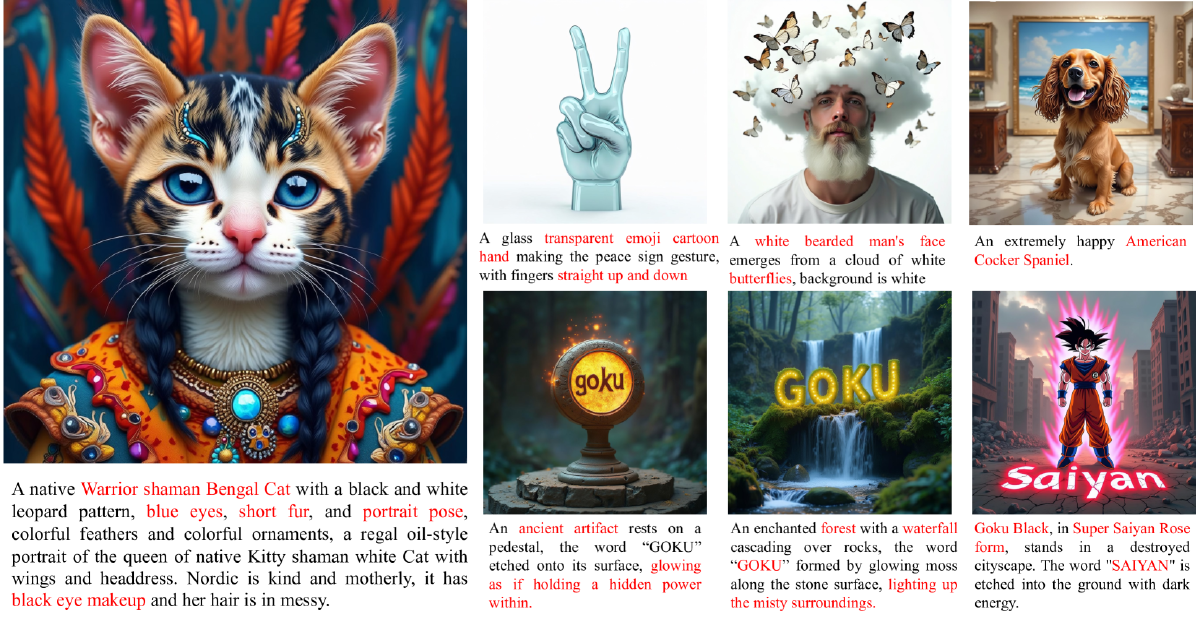 A native Warrior shaman Bengal Cat with a black and white
leopard pattern, blue eyes, short fur, and portrait pose,
colorful feathers and colorful ornaments, a regal oil-style
portrait of the queen of native Kitty shaman white Cat with
wings and headdress. Nordic is kind and motherly, it has
black eye makeup and her hair is in messy.
A glass transparent emoji cartoon
hand making the peace sign gesture,
with fingers straight up and down
A white bearded man's face
emerges from a cloud of white
butterflies, background is white
An extremely happy American
Cocker Spaniel.
goku
An ancient artifact rests on a
pedestal, the word “GOKU”
etched onto its surface, glowing
as if holding a hidden power
within.
GOKU
An enchanted forest with a waterfall
cascading over rocks, the word
“GOKU” formed by glowing moss
along the stone surface, lighting up
the misty surroundings.
Saiyan
Goku Black, in Super Saiyan Rose
form, stands in a destroyed
cityscape. The word "SAIYAN" is
etched into the ground with dark
energy.